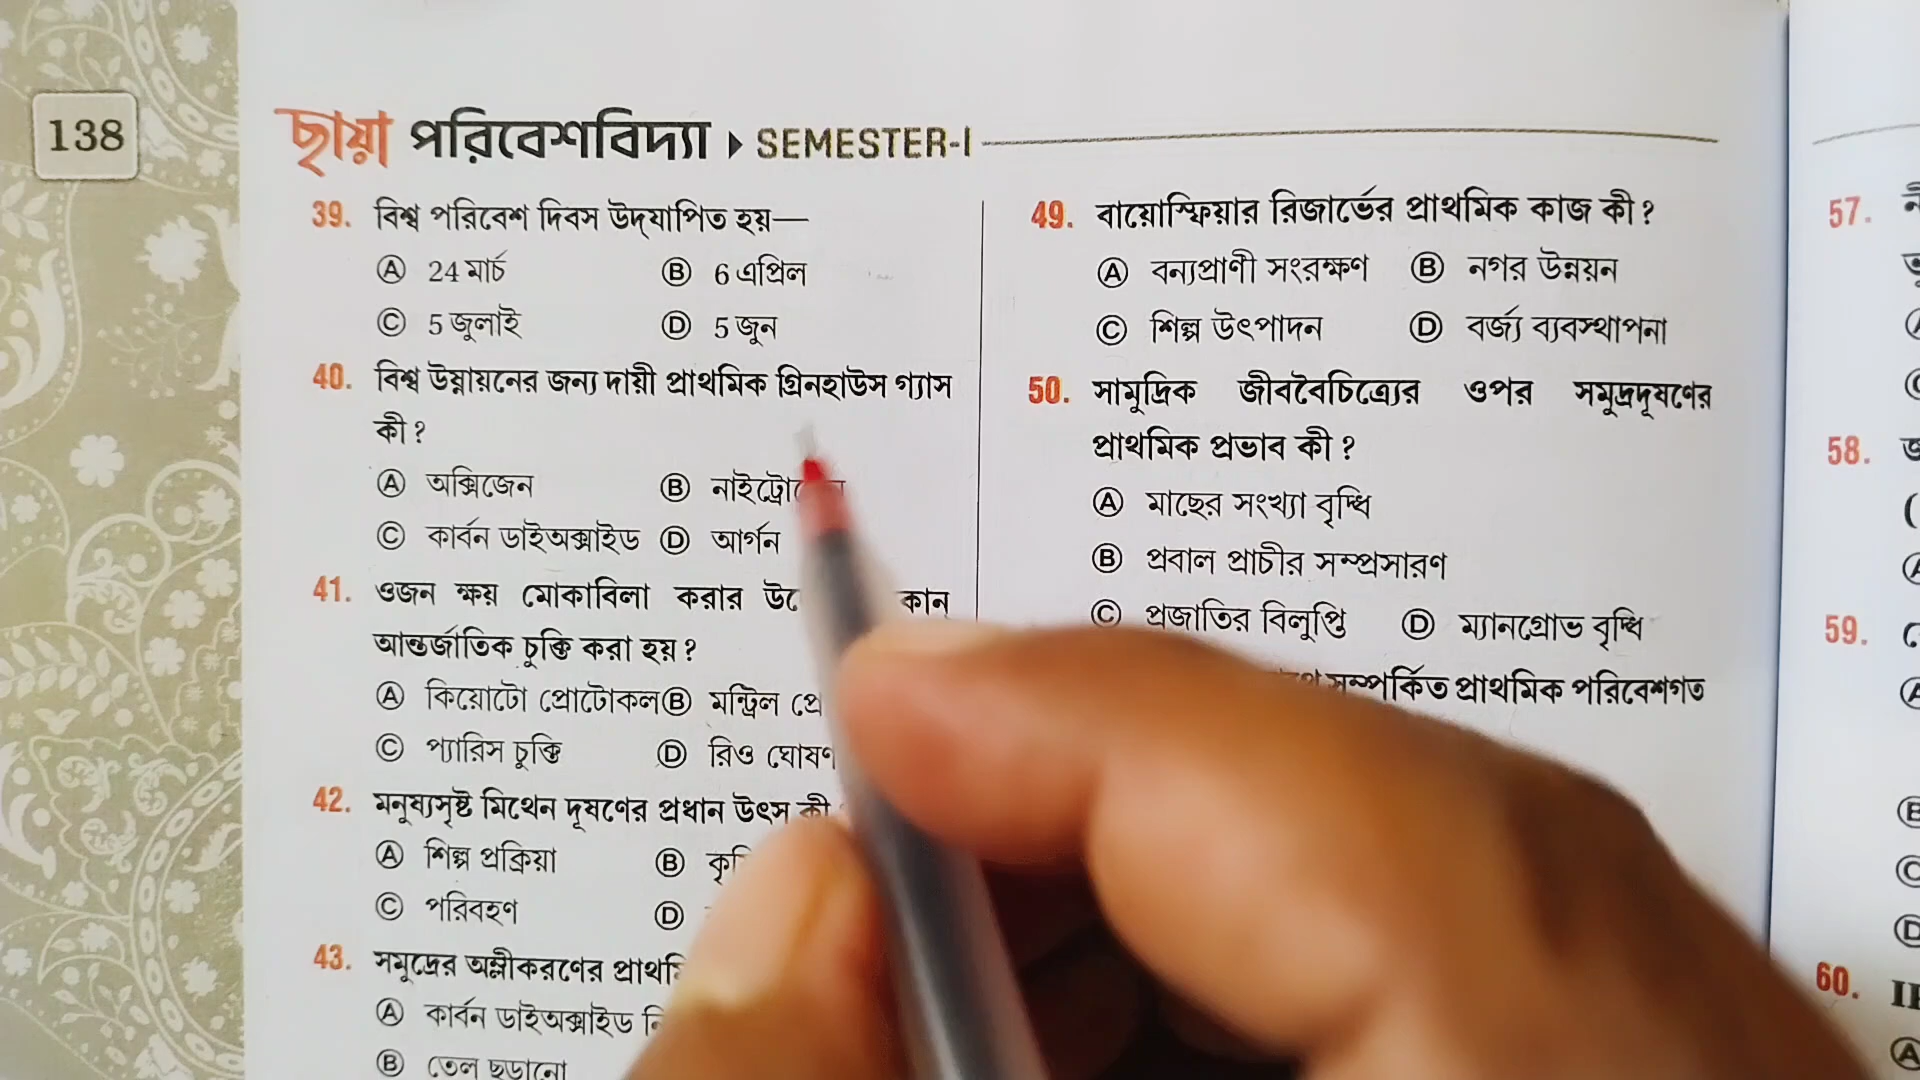 138
ছায়া পরিবেশবিদ্যা ▸ SEMESTER-I
39. বিশ্ব পরিবেশ দিবস উদ্‌যাপিত হয়—
Ⓐ 24 মার্চ Ⓑ 6 এপ্রিল
Ⓒ 5 জুলাই Ⓓ 5 জুন
40. বিশ্ব উষ্ণায়নের জন্য দায়ী প্রাথমিক গ্রিনহাউস গ্যাস
কী?
Ⓐ অক্সিজেন Ⓑ
Ⓒ কার্বন ডাইঅক্সাইড Ⓓ আর্গন
41. ওজন ক্ষয় মোকাবিলা করার
আন্তর্জাতিক চুক্তি করা হয়?
Ⓐ কিয়োটো প্রোটোকল Ⓑ মন্ট্রিল
Ⓒ প্যারিস চুক্তি Ⓓ রিও
42. মনুষ্যসৃষ্ট মিথেন দূষণের প্রধান উৎস কী
Ⓐ শিল্প প্রক্রিয়া Ⓑ
Ⓒ পরিবহণ Ⓓ
43. সমুদ্রের অম্লীকরণের
Ⓐ কার্বন ডাইঅক্সাইড
Ⓑ তেল ছড়ানো
49. বায়োস্ফিয়ার রিজার্ভের প্রাথমিক কাজ কী?
Ⓐ বন্যপ্রাণী সংরক্ষণ Ⓑ নগর উন্নয়ন
Ⓒ শিল্প উৎপাদন Ⓓ বর্জ্য ব্যবস্থাপনা
50. সামুদ্রিক জীববৈচিত্র্যের ওপর সমুদ্রদূষণের
প্রাথমিক প্রভাব কী?
Ⓐ মাছের সংখ্যা বৃদ্ধি
Ⓑ প্রবাল প্রাচীর সম্প্রসারণ
Ⓒ প্রজাতির বিলুপ্তি Ⓓ ম্যানগ্রোভ বৃদ্ধি
সম্পর্কিত প্রাথমিক পরিবেশগত
57.
58.
59.
60.